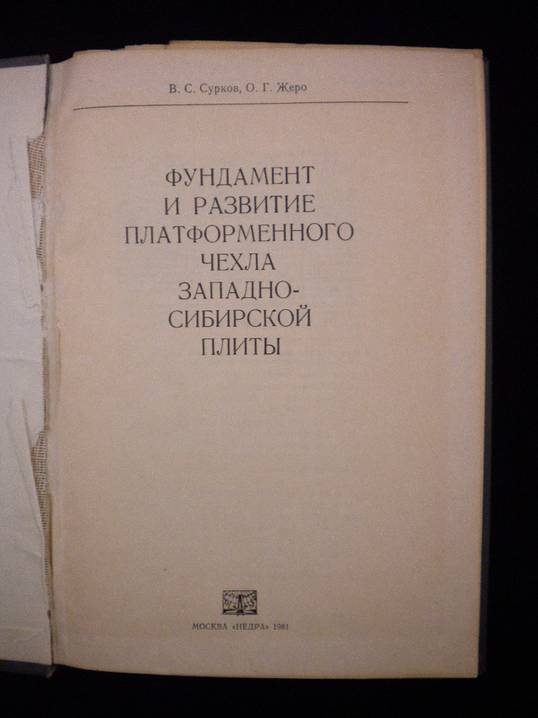 В. С. Сурков, О. Г. Жеро
ФУНДАМЕНТ
И РАЗВИТИЕ
ПЛАТФОРМЕННОГО
ЧЕХЛА
ЗАПАДНО-
СИБИРСКОЙ
ПЛИТЫ
МОСКВА «НЕДРА» 1981